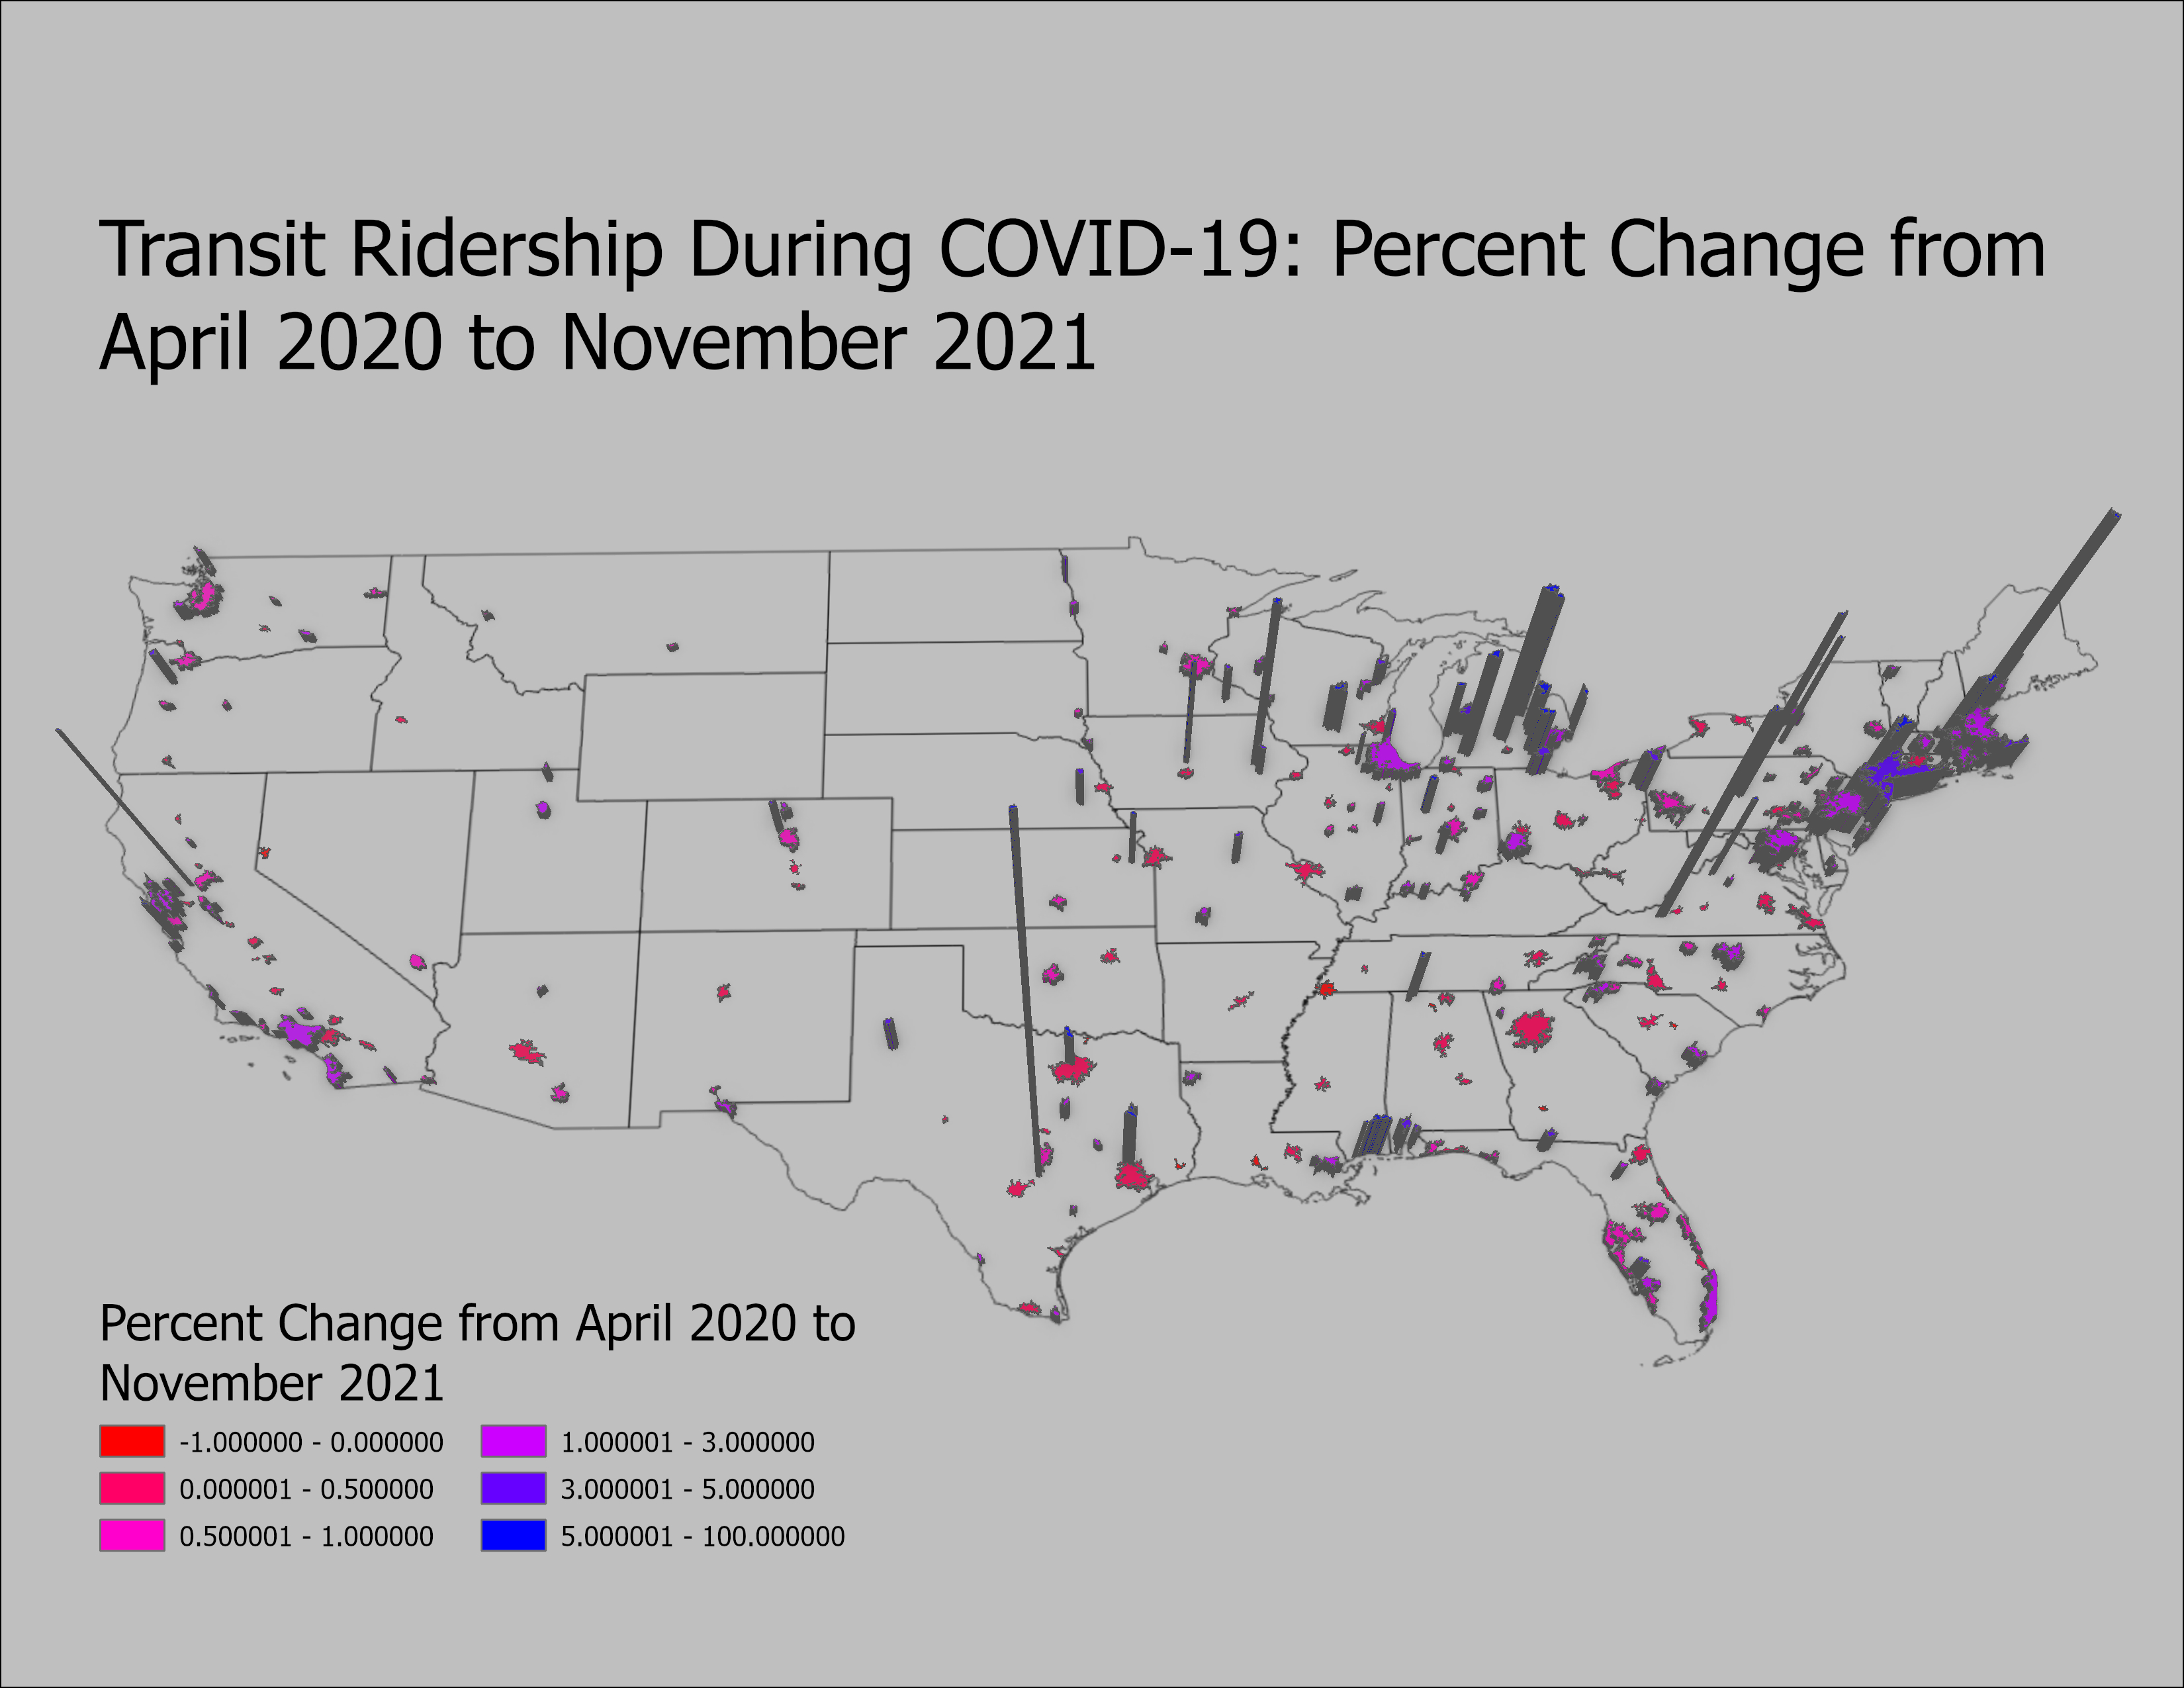 Transit Ridership During COVID-19: Percent Change from
April 2020 to November 2021
Percent Change from April 2020 to
November 2021
-1.000000 - 0.000000
0.000001 - 0.500000
0.500001 - 1.000000
1.000001 - 3.000000
3.000001 - 5.000000
5.000001 - 100.000000